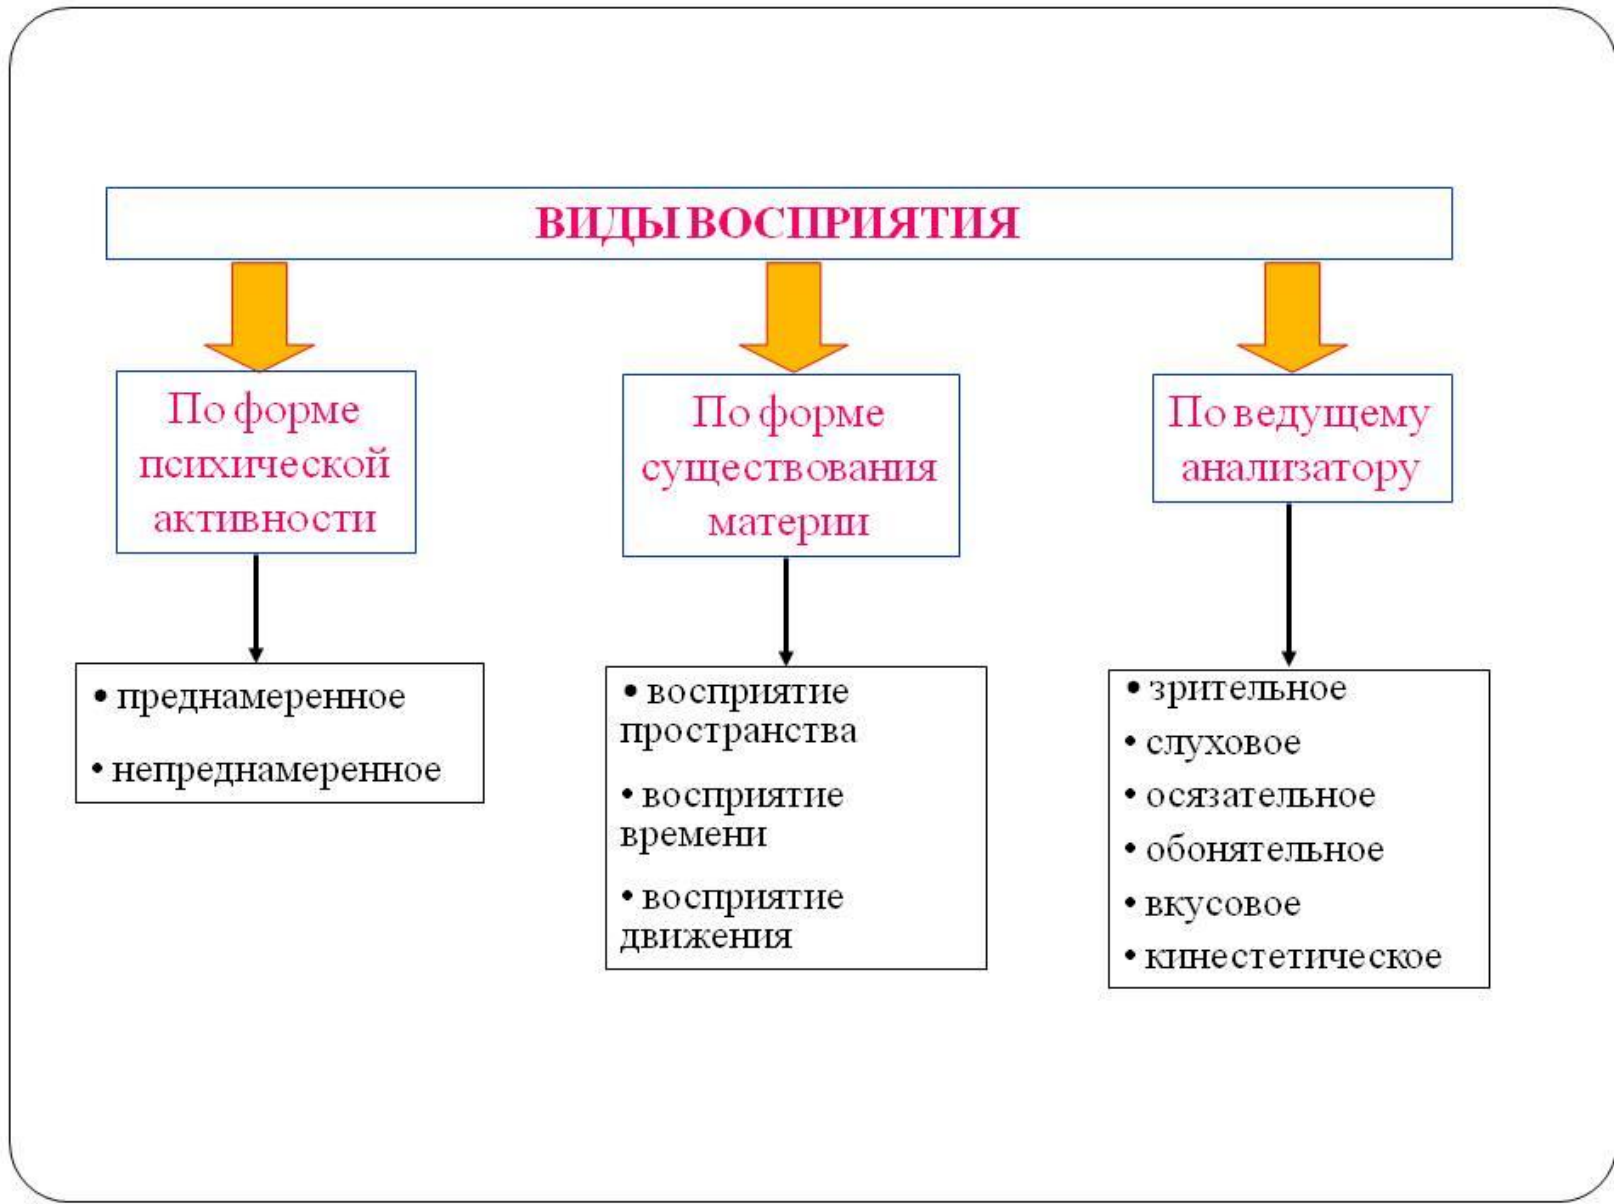 ВИДЫ ВОСПРИЯТИЯ
По форме
психической
активности
По форме
существования
материи
По ведущему
анализатору
• преднамеренное
• непреднамеренное
• восприятие
пространства
• восприятие
времени
• восприятие
движения
• зрительное
• слуховое
• осязательное
• обонятельное
• вкусовое
• кинестетическое